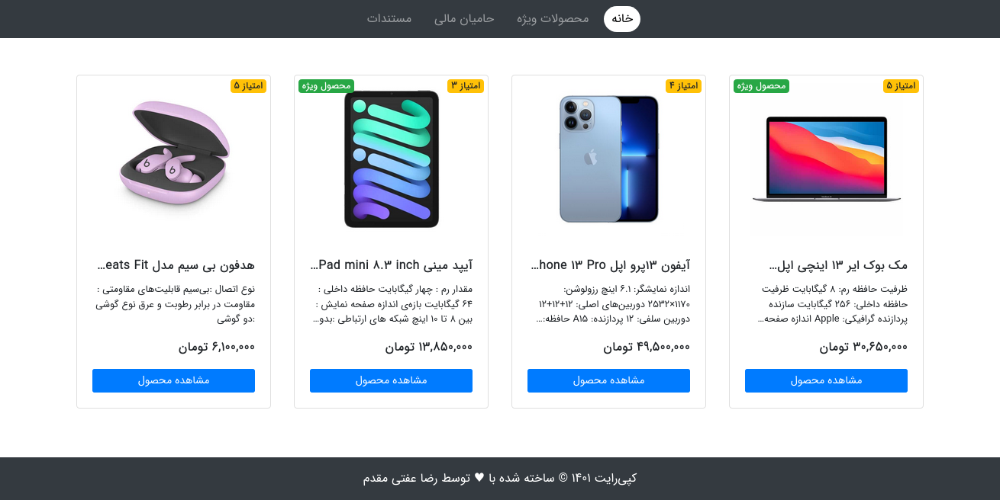 خانه
محصولات ویژه
حامیان مالی
مستندات
امتیاز ۵
محصول ویژه
مک بوک ایر ۱۳ اینچی اپل...
ظرفیت حافظه رم: ۸ گیگابایت ظرفیت
حافظه داخلی: ۲۵۶ گیگابایت سازنده
پردازنده گرافیکی: Apple اندازه صفحه...
۳۰,۶۵۰,۰۰۰ تومان
مشاهده محصول
امتیاز ۴
آیفون ۱۳پرو اپل hone ۱۳ Pro...
اندازه نمایشگر: ۶.۱ اینچ رزولوشن:
۲۵۳۲×۱۱۷۰ دوربین‌های اصلی: ۱۲+۱۲+۱۲
دوربین سلفی: ۱۲ پردازنده: A۱۵ حافظه:...
۴۹,۵۰۰,۰۰۰ تومان
مشاهده محصول
امتیاز ۳
محصول ویژه
آیپد مینی Pad mini ۸.۳ inch...
مقدار رم : چهار گیگابایت حافظه داخلی :
۶۴ گیگابایت بازه‌ی اندازه صفحه نمایش :
بین ۸ تا ۱۰ اینچ شبکه های ارتباطی :بدو...
۱۳,۸۵۰,۰۰۰ تومان
مشاهده محصول
امتیاز ۵
هدفون بی سیم مدل eats Fit...
نوع اتصال :بی‌سیم قابلیت‌های مقاومتی :
مقاومت در برابر رطوبت و عرق نوع گوشی
:دو گوشی
۶,۱۰۰,۰۰۰ تومان
مشاهده محصول
کپی‌رایت ۱۴۰۱ © ساخته شده با ♥ توسط رضا عفتی مقدم